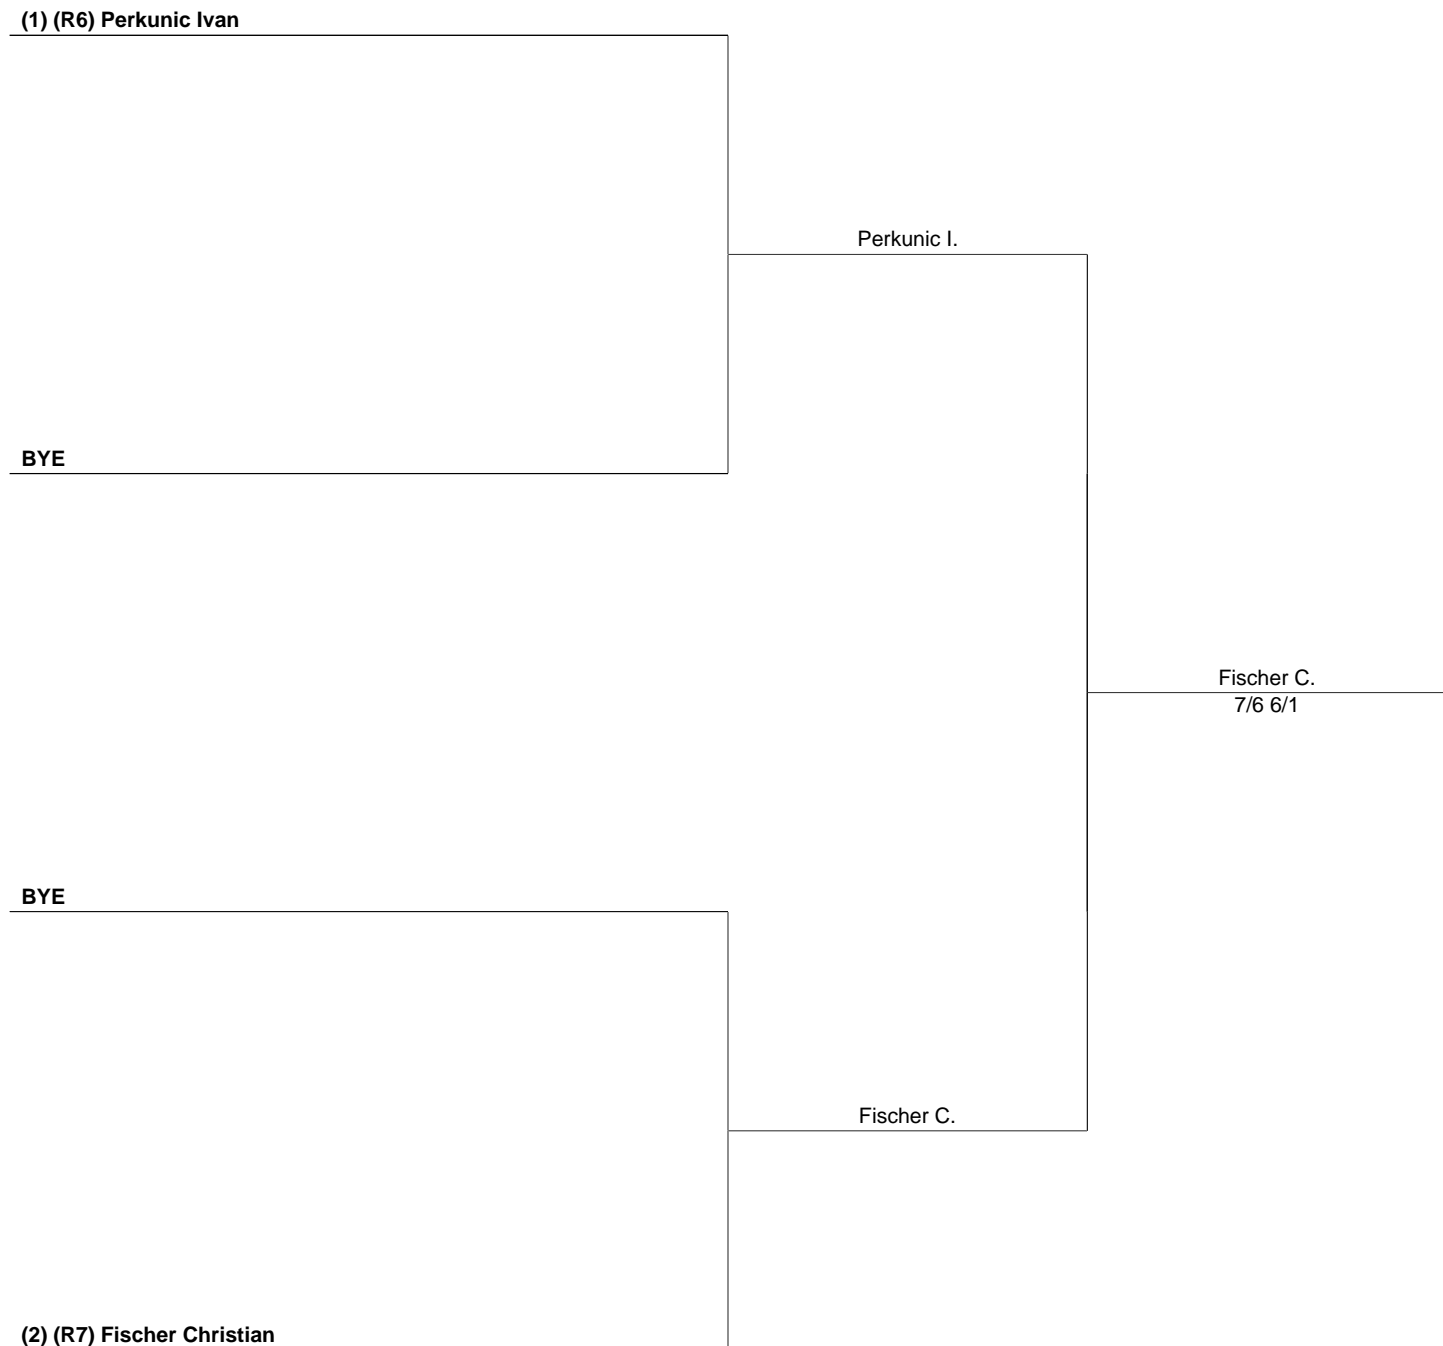 (1) (R6) Perkunic Ivan
Perkunic I.
BYE
Fischer C.
7/6 6/1
BYE
Fischer C.
(2) (R7) Fischer Christian